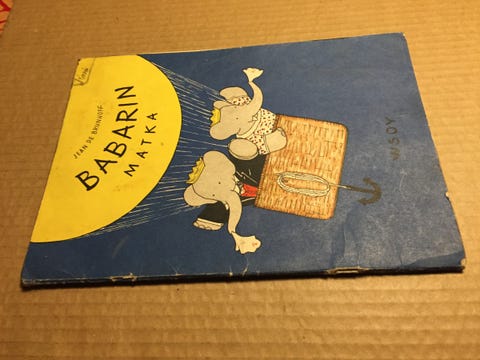 JEAN DE BRUNHOFF
BABARIN
MATKA
WSOY